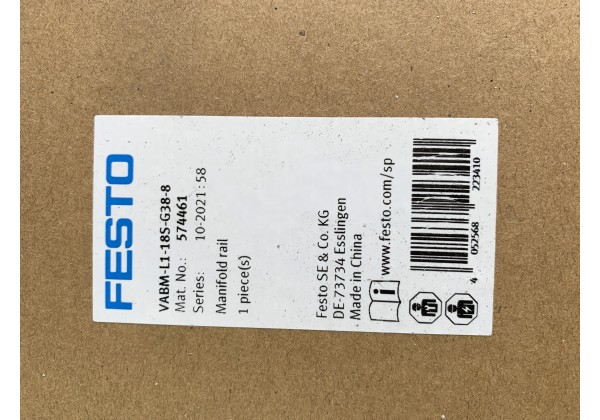 FESTO
VABM-L1-18S-G38-8
Mat. No.: 574461
Series: 10-2021:58
Manifold rail
1 piece(s)
Festo SE & Co. KG
DE-73734 Esslingen
Made in China
www.festo.com/sp
4 052568 223410